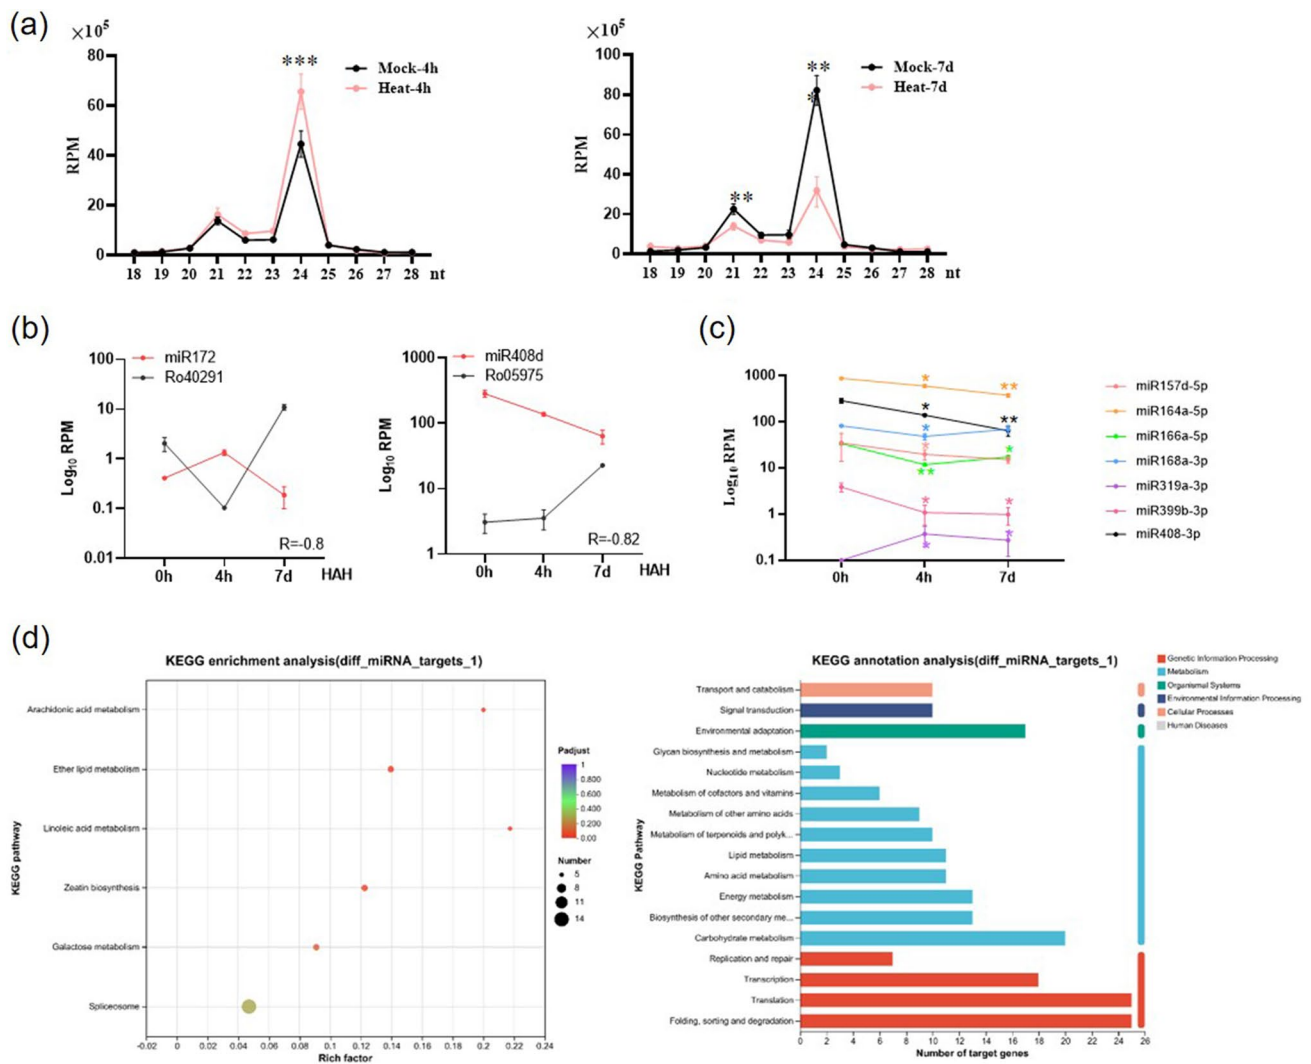 (a)
×10⁵
80
60
40
20
0
RPM
***
Mock-4h
Heat-4h
18 19 20 21 22 23 24 25 26 27 28 nt
×10⁵
100
80
60
40
20
0
RPM
**
*
**
Mock-7d
Heat-7d
18 19 20 21 22 23 24 25 26 27 28 nt
(b)
miR172
Ro40291
100
10
1
0.1
0.01
Log₁₀ RPM
R=-0.8
0h 4h 7d HAH
miR408d
Ro05975
1000
100
10
1
Log₁₀ RPM
R=-0.82
0h 4h 7d HAH
(c)
1000
100
10
1
0.1
Log₁₀ RPM
* **
* **
*
* *
**
* *
* *
0h 4h 7d
miR157d-5p
miR164a-5p
miR166a-5p
miR168a-3p
miR319a-3p
miR399b-3p
miR408-3p
(d)
KEGG enrichment analysis(diff_miRNA_targets_1)
KEGG pathway
Arachidonic acid metabolism
Ether lipid metabolism
Linoleic acid metabolism
Zeatin biosynthesis
Galactose metabolism
Spliceosome
-0.02 0 0.02 0.04 0.06 0.08 0.1 0.12 0.14 0.16 0.18 0.2 0.22 0.24
Rich factor
Padjust
1
0.800
0.600
0.400
0.200
0.00
Number
5
8
11
14
KEGG annotation analysis(diff_miRNA_targets_1)
KEGG Pathway
Transport and catabolism
Signal transduction
Environmental adaptation
Glycan biosynthesis and metabolism
Nucleotide metabolism
Metabolism of cofactors and vitamins
Metabolism of other amino acids
Metabolism of terpenoids and polyk...
Lipid metabolism
Amino acid metabolism
Energy metabolism
Biosynthesis of other secondary me...
Carbohydrate metabolism
Replication and repair
Transcription
Translation
Folding, sorting and degradation
0 2 4 6 8 10 12 14 16 18 20 22 24 26
Number of target genes
Genetic Information Processing
Metabolism
Organismal Systems
Environmental Information Processing
Cellular Processes
Human Diseases